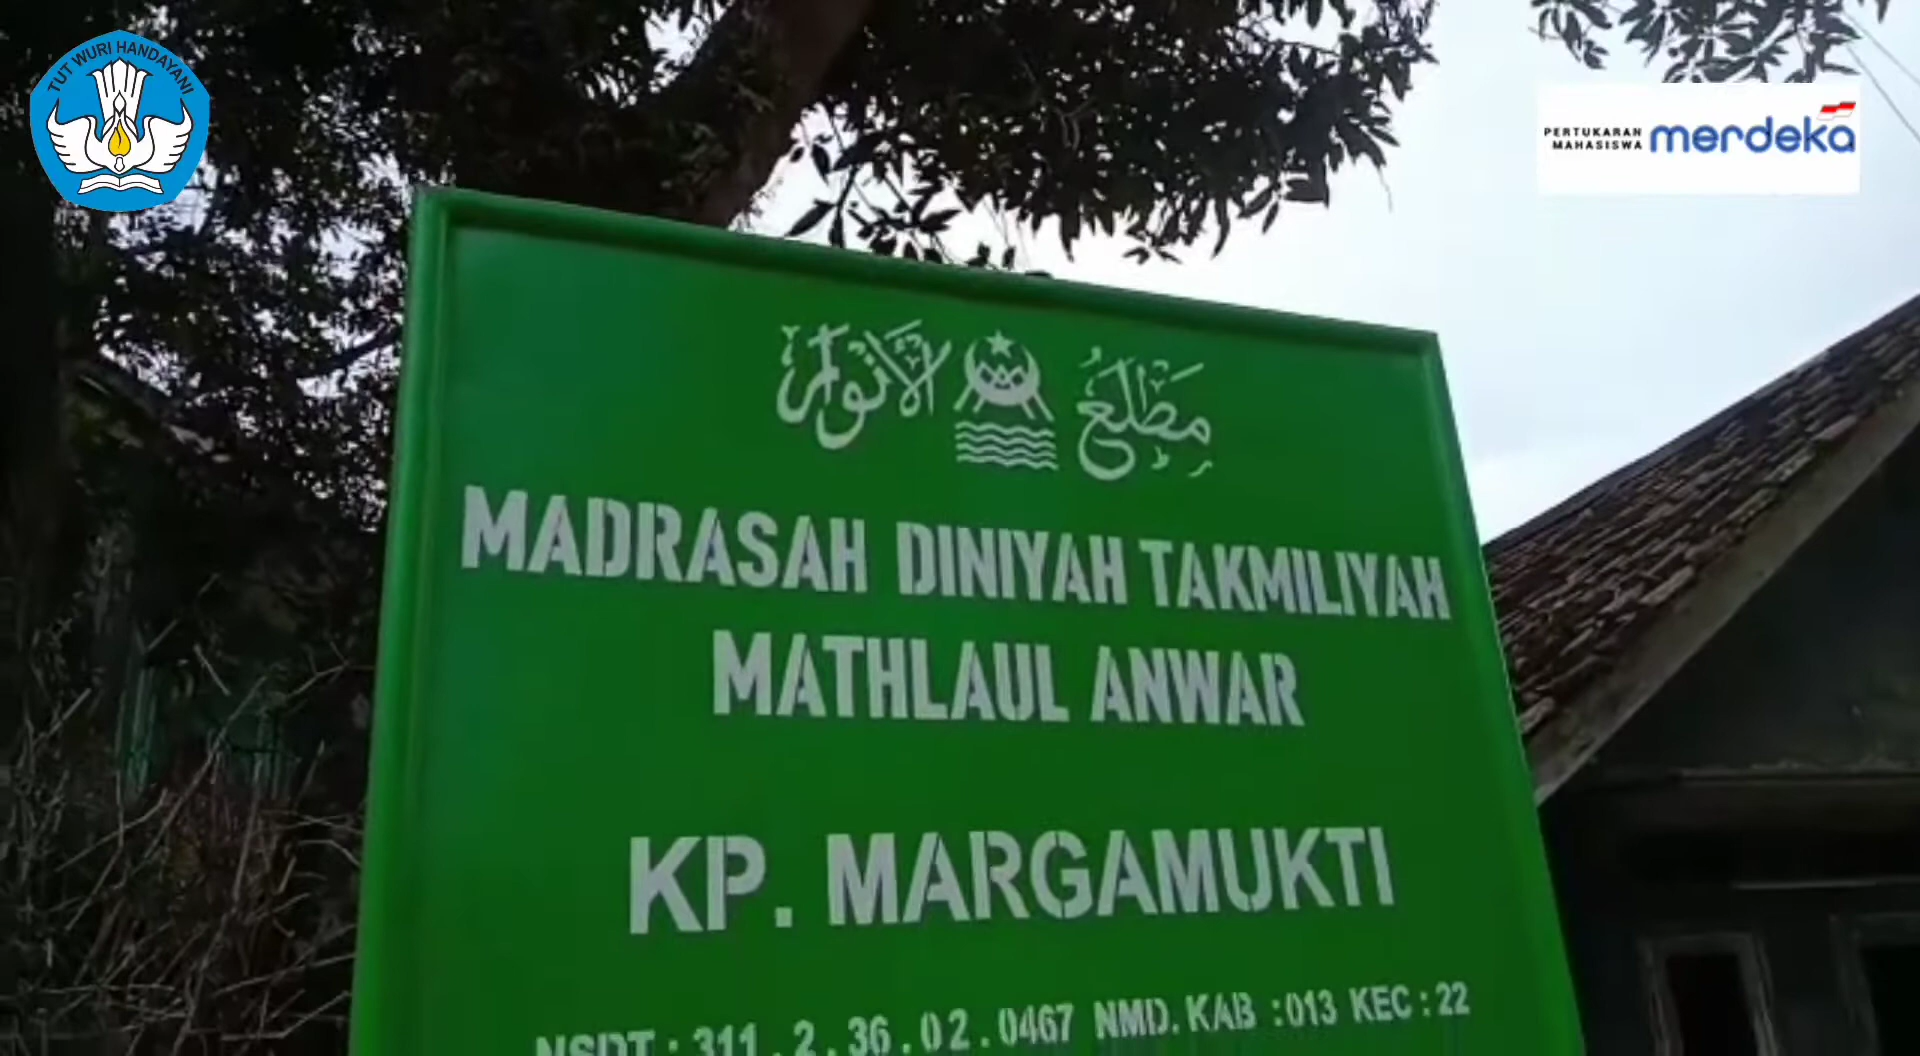 TUT WURI HANDAYANI
PERTUKARAN
MAHASISWA merdeka
مطلع الأنوار
MADRASAH DINIYAH TAKMILIYAH
MATHLAUL ANWAR
KP. MARGAMUKTI
NSDT : 311 . 2 . 36 . 02 . 0467 NMD. KAB : 013 KEC : 22